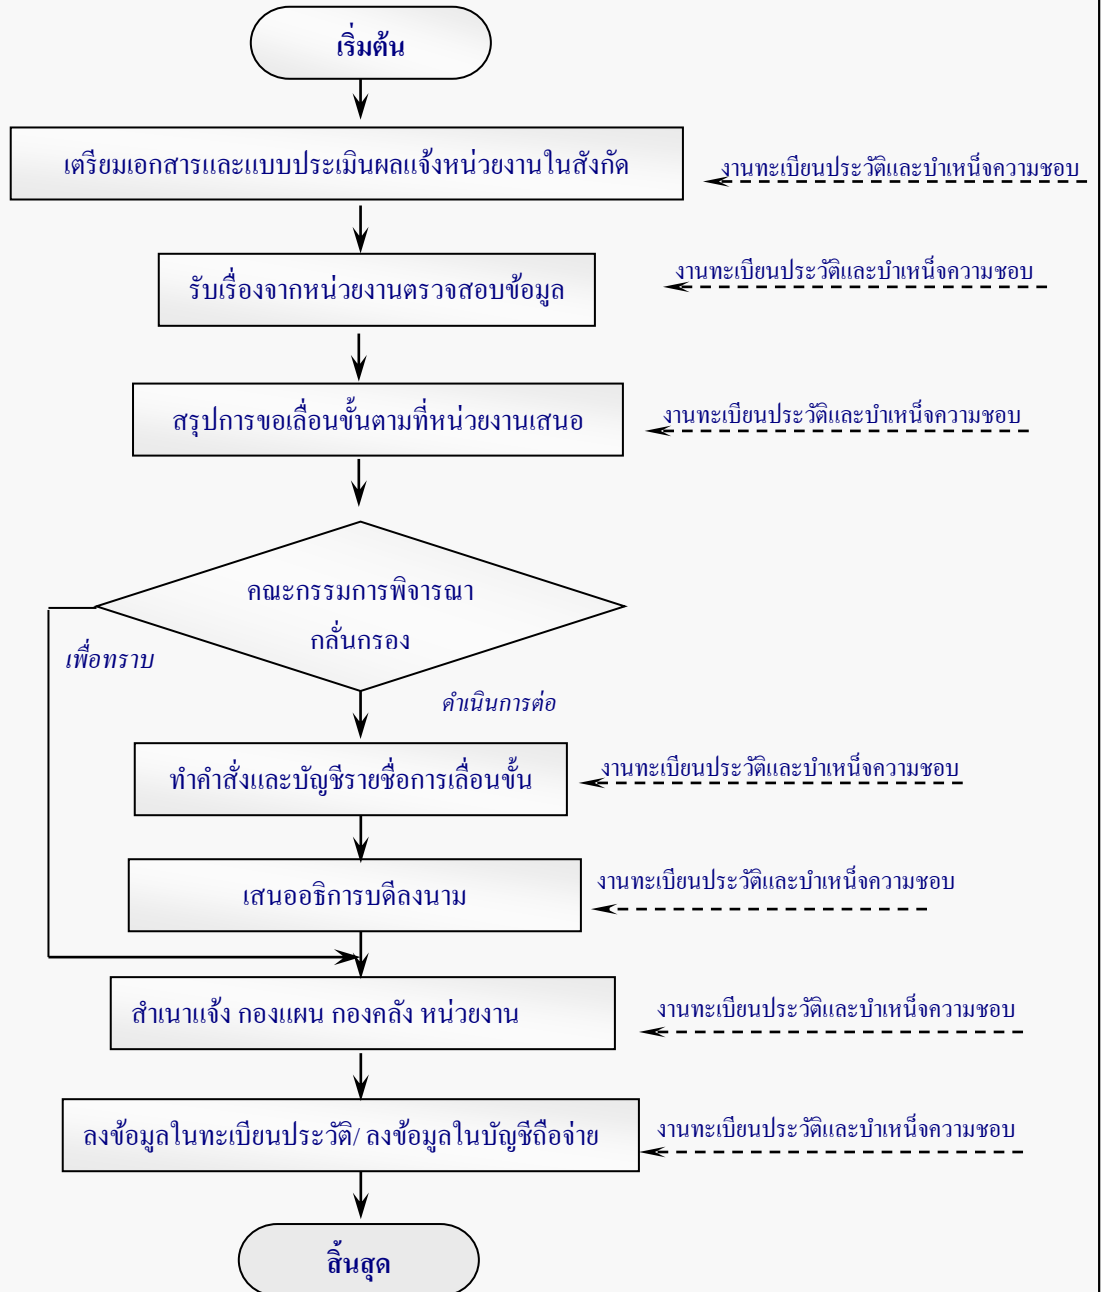 เริ่มต้น
เตรียมเอกสารและแบบประเมินผลแจ้งหน่วยงานในสังกัด
งานทะเบียนประวัติและบำเหน็จความชอบ
รับเรื่องจากหน่วยงานตรวจสอบข้อมูล
งานทะเบียนประวัติและบำเหน็จความชอบ
สรุปการขอเลื่อนขั้นตามที่หน่วยงานเสนอ
งานทะเบียนประวัติและบำเหน็จความชอบ
คณะกรรมการพิจารณา
กลั่นกรอง
เพื่อทราบ
ดำเนินการต่อ
ทำคำสั่งและบัญชีรายชื่อการเลื่อนขั้น
งานทะเบียนประวัติและบำเหน็จความชอบ
เสนออธิการบดีลงนาม
งานทะเบียนประวัติและบำเหน็จความชอบ
สำเนาแจ้ง กองแผน กองคลัง หน่วยงาน
งานทะเบียนประวัติและบำเหน็จความชอบ
ลงข้อมูลในทะเบียนประวัติ/ ลงข้อมูลในบัญชีถือจ่าย
งานทะเบียนประวัติและบำเหน็จความชอบ
สิ้นสุด